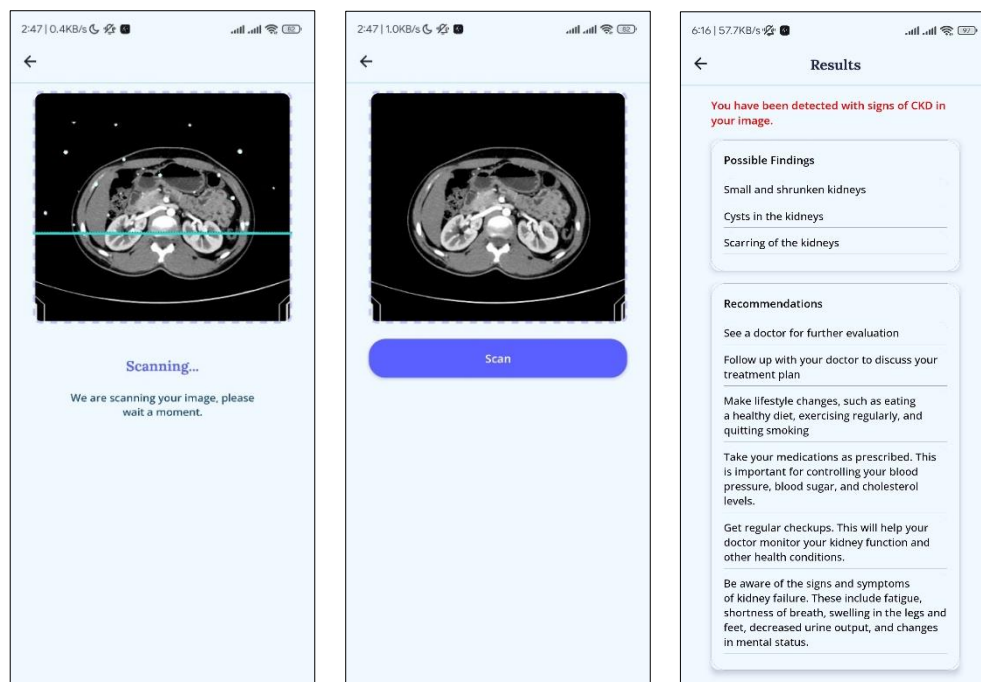 2:47 | 0.4KB/s
62
Scanning...
We are scanning your image, please
wait a moment.
2:47 | 1.0KB/s
62
Scan
6:16 | 57.7KB/s
97
Results
You have been detected with signs of CKD in
your image.
Possible Findings
Small and shrunken kidneys
Cysts in the kidneys
Scarring of the kidneys
Recommendations
See a doctor for further evaluation
Follow up with your doctor to discuss your
treatment plan
Make lifestyle changes, such as eating
a healthy diet, exercising regularly, and
quitting smoking
Take your medications as prescribed. This
is important for controlling your blood
pressure, blood sugar, and cholesterol
levels.
Get regular checkups. This will help your
doctor monitor your kidney function and
other health conditions.
Be aware of the signs and symptoms
of kidney failure. These include fatigue,
shortness of breath, swelling in the legs and
feet, decreased urine output, and changes
in mental status.